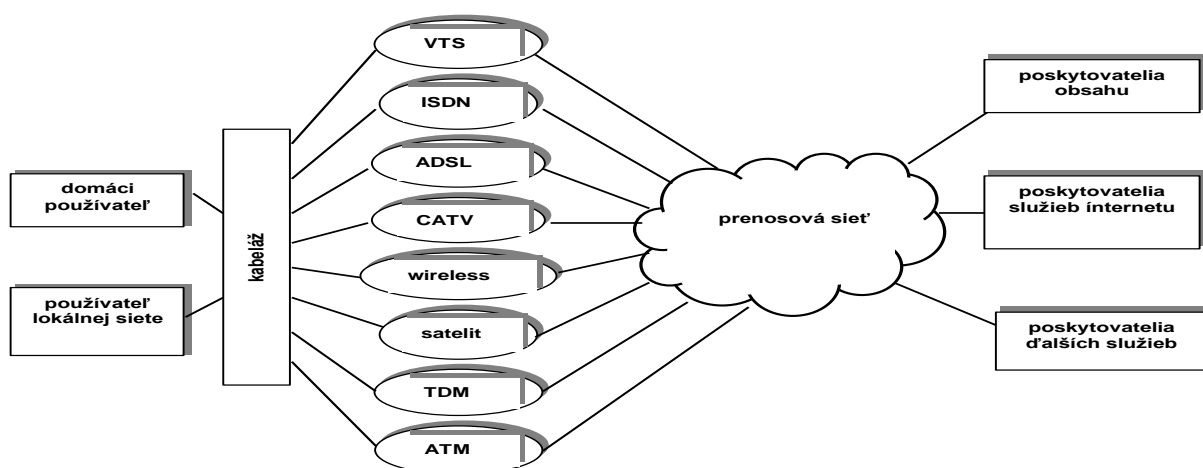 domáci
používateľ
používateľ
lokálnej siete
kabeláž
VTS
ISDN
ADSL
CATV
wireless
satelit
TDM
ATM
prenosová sieť
poskytovatelia
obsahu
poskytovatelia
služieb ínternetu
poskytovatelia
ďalších služieb